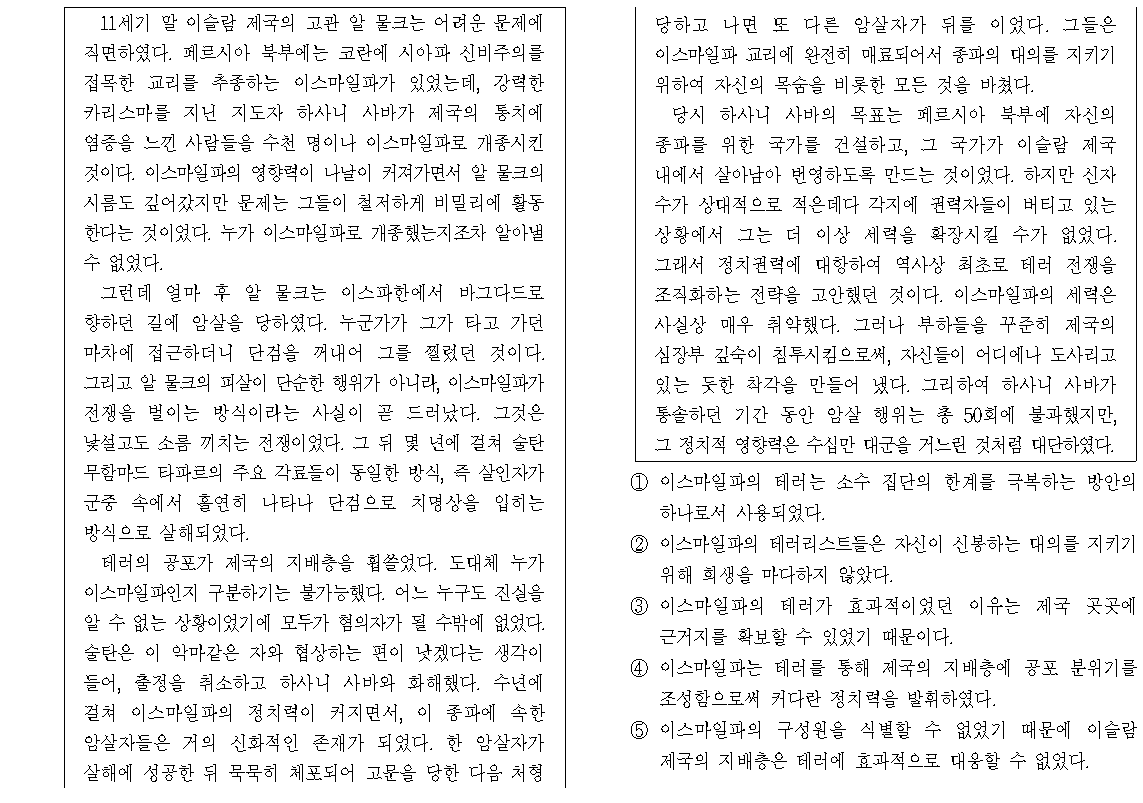 11세기 말 이슬람 제국의 고관 알 물크는 어려운 문제에
직면하였다. 페르시아 북부에는 코란에 시아파 신비주의를
접목한 교리를 추종하는 이스마일파가 있었는데, 강력한
카리스마를 지닌 지도자 하사니 사바가 제국의 통치에
염증을 느낀 사람들을 수천 명이나 이스마일파로 개종시킨
것이다. 이스마일파의 영향력이 나날이 커져가면서 알 물크의
시름도 깊어갔지만 문제는 그들이 철저하게 비밀리에 활동
한다는 것이었다. 누가 이스마일파로 개종했는지조차 알아낼
수 없었다.
그런데 얼마 후 알 물크는 이스파한에서 바그다드로
향하던 길에 암살을 당하였다. 누군가가 그가 타고 가던
마차에 접근하더니 단검을 꺼내어 그를 찔렀던 것이다.
그리고 알 물크의 피살이 단순한 행위가 아니라, 이스마일파가
전쟁을 벌이는 방식이라는 사실이 곧 드러났다. 그것은
낯설고도 소름 끼치는 전쟁이었다. 그 뒤 몇 년에 걸쳐 술탄
무함마드 타파르의 주요 각료들이 동일한 방식, 즉 살인자가
군중 속에서 홀연히 나타나 단검으로 치명상을 입히는
방식으로 살해되었다.
테러의 공포가 제국의 지배층을 휩쓸었다. 도대체 누가
이스마일파인지 구분하기는 불가능했다. 어느 누구도 진실을
알 수 없는 상황이었기에 모두가 혐의자가 될 수밖에 없었다.
술탄은 이 악마같은 자와 협상하는 편이 낫겠다는 생각이
들어, 출정을 취소하고 하사니 사바와 화해했다. 수년에
걸쳐 이스마일파의 정치력이 커지면서, 이 종파에 속한
암살자들은 거의 신화적인 존재가 되었다. 한 암살자가
살해에 성공한 뒤 묵묵히 체포되어 고문을 당한 다음 처형
당하고 나면 또 다른 암살자가 뒤를 이었다. 그들은
이스마일파 교리에 완전히 매료되어서 종파의 대의를 지키기
위하여 자신의 목숨을 비롯한 모든 것을 바쳤다.
당시 하사니 사바의 목표는 페르시아 북부에 자신의
종파를 위한 국가를 건설하고, 그 국가가 이슬람 제국
내에서 살아남아 번영하도록 만드는 것이었다. 하지만 신자
수가 상대적으로 적은데다 각지에 권력자들이 버티고 있는
상황에서 그는 더 이상 세력을 확장시킬 수가 없었다.
그래서 정치권력에 대항하여 역사상 최초로 테러 전쟁을
조직화하는 전략을 고안했던 것이다. 이스마일파의 세력은
사실상 매우 취약했다. 그러나 부하들을 꾸준히 제국의
심장부 깊숙이 침투시킴으로써, 자신들이 어디에나 도사리고
있는 듯한 착각을 만들어 냈다. 그리하여 하사니 사바가
통솔하던 기간 동안 암살 행위는 총 50회에 불과했지만,
그 정치적 영향력은 수십만 대군을 거느린 것처럼 대단하였다.
① 이스마일파의 테러는 소수 집단의 한계를 극복하는 방안의
하나로서 사용되었다.
② 이스마일파의 테러리스트들은 자신이 신봉하는 대의를 지키기
위해 희생을 마다하지 않았다.
③ 이스마일파의 테러가 효과적이었던 이유는 제국 곳곳에
근거지를 확보할 수 있었기 때문이다.
④ 이스마일파는 테러를 통해 제국의 지배층에 공포 분위기를
조성함으로써 커다란 정치력을 발휘하였다.
⑤ 이스마일파의 구성원을 식별할 수 없었기 때문에 이슬람
제국의 지배층은 테러에 효과적으로 대응할 수 없었다.